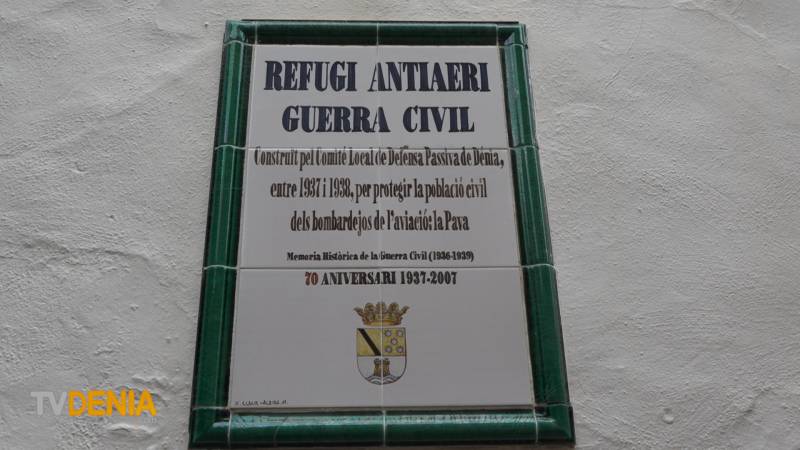 REFUGI ANTIAERI
GUERRA CIVIL
Construït pel Comité Local de Defensa Passiva de Dénia,
entre 1937 i 1938, per protegir la població civil
dels bombardejos de l'aviació: la Pava
Memoria Històrica de la Guerra Civil (1936-1939)
70 ANIVERSARI 1937-2007
TVDENIA